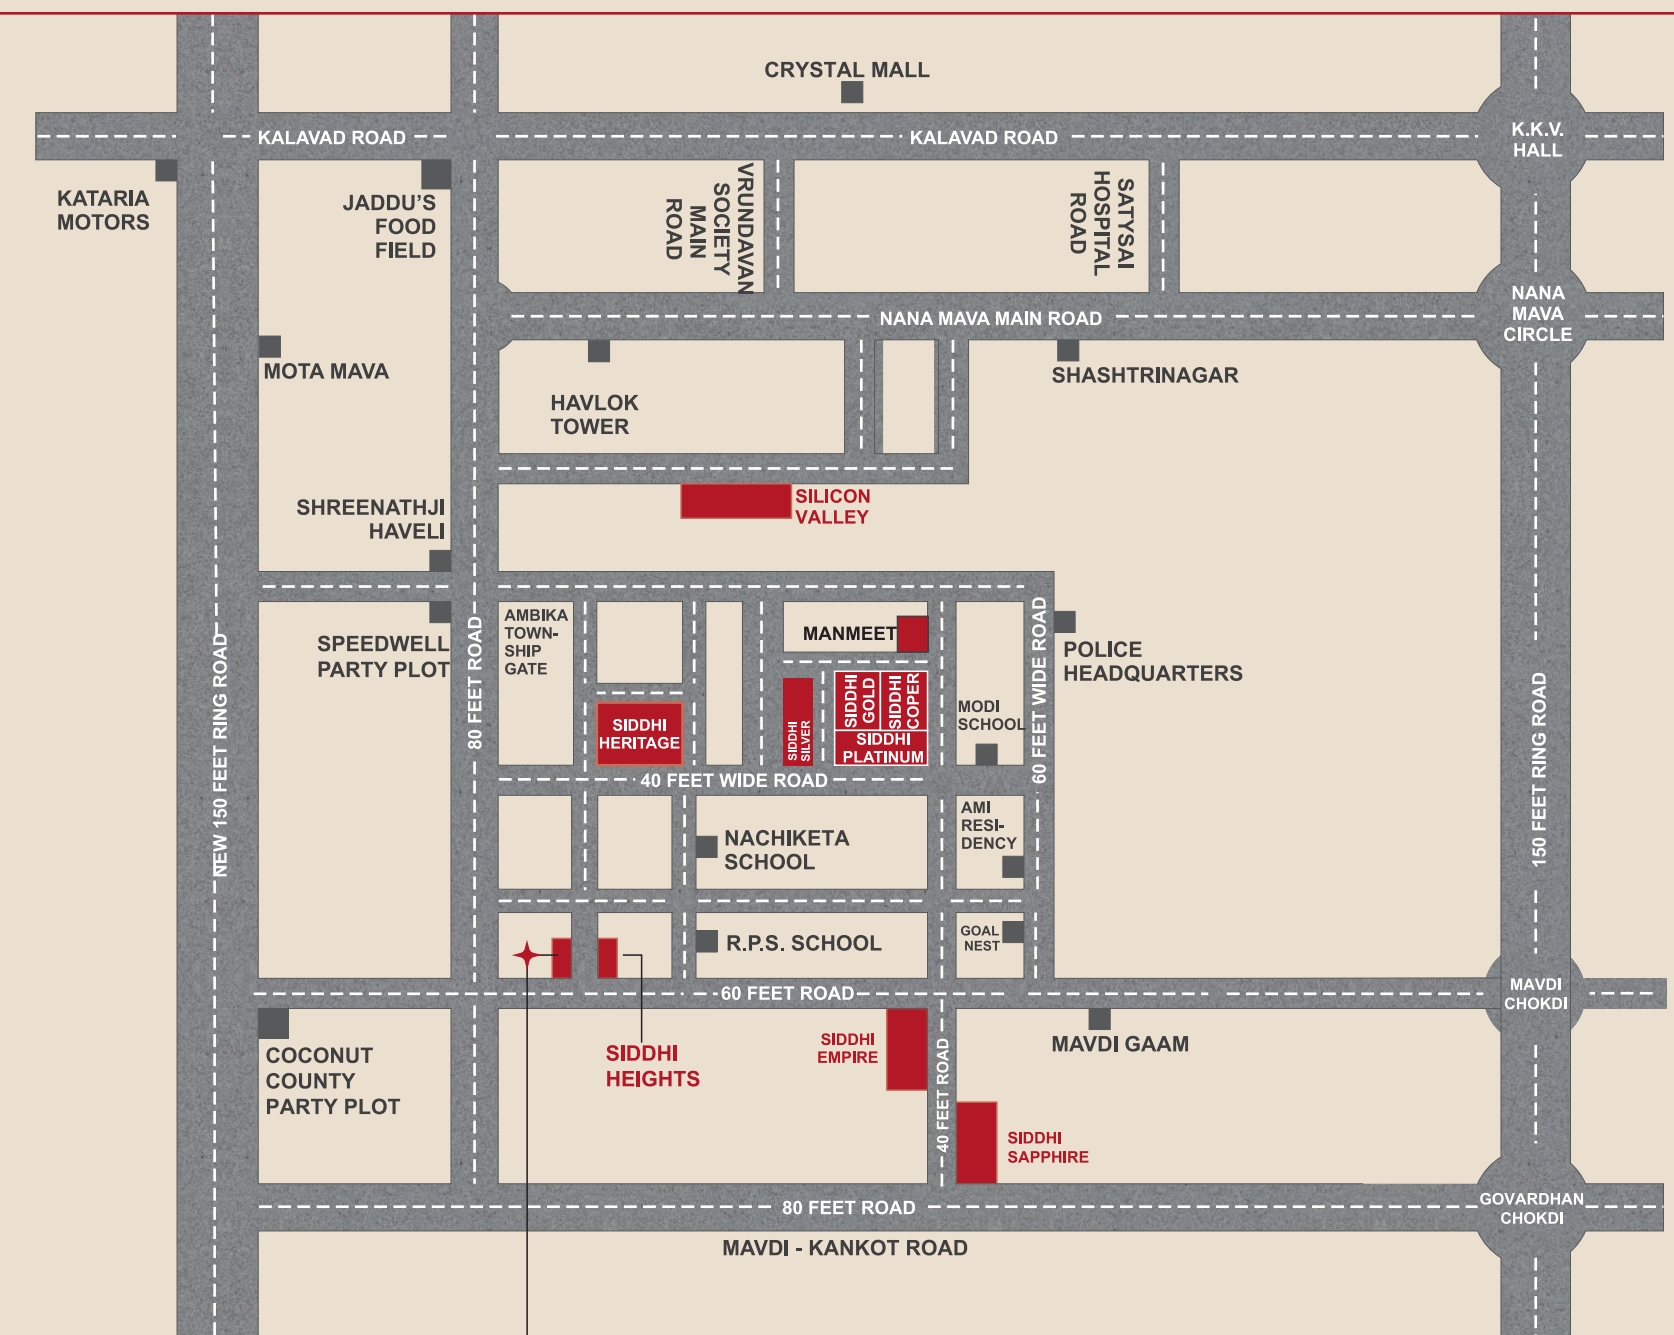 CRYSTAL MALL
KALAVAD ROAD
KALAVAD ROAD
K.K.V.
HALL
KATARIA
MOTORS
JADDU'S
FOOD
FIELD
VRUNDAVAN
SOCIETY
MAIN
ROAD
SATYSAI
HOSPITAL
ROAD
NANA MAVA MAIN ROAD
NANA
MAVA
CIRCLE
MOTA MAVA
HAVLOK
TOWER
SHASHTRINAGAR
SHREENATHJI
HAVELI
SILICON
VALLEY
SPEEDWELL
PARTY PLOT
NEW 150 FEET RING ROAD
80 FEET ROAD
AMBIKA
TOWN-
SHIP
GATE
MANMEET
60 FEET WIDE ROAD
POLICE
HEADQUARTERS
150 FEET RING ROAD
SIDDHI
HERITAGE
SIDDHI
SILVER
SIDDHI
GOLD
SIDDHI
COPER
SIDDHI
PLATINUM
MODI
SCHOOL
40 FEET WIDE ROAD
NACHIKETA
SCHOOL
AMI
RESI-
DENCY
R.P.S. SCHOOL
GOAL
NEST
60 FEET ROAD
MAVDI
CHOKDI
COCONUT
COUNTY
PARTY PLOT
SIDDHI
HEIGHTS
SIDDHI
EMPIRE
40 FEET ROAD
MAVDI GAAM
SIDDHI
SAPPHIRE
80 FEET ROAD
GOVARDHAN
CHOKDI
MAVDI - KANKOT ROAD